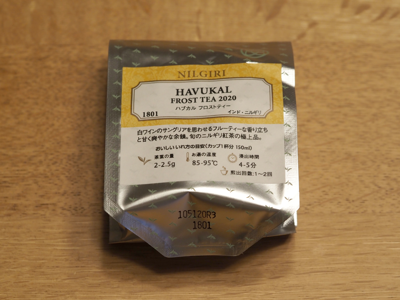 NILGIRI
HAVUKAL
FROST TEA 2020
ハブカル フロストティー
1801
インド・ニルギリ
白ワインのサングリアを思わせるフルーティーな香り立ち
と甘く爽やかな余韻。旬のニルギリ紅茶の極上品。
おいしいいれ方の目安(カップ1杯分 150ml)
茶葉の量
2-2.5g
お湯の温度
85-95℃
浸出時間
4-5分
煎出回数:1~2回
105120R9
1801